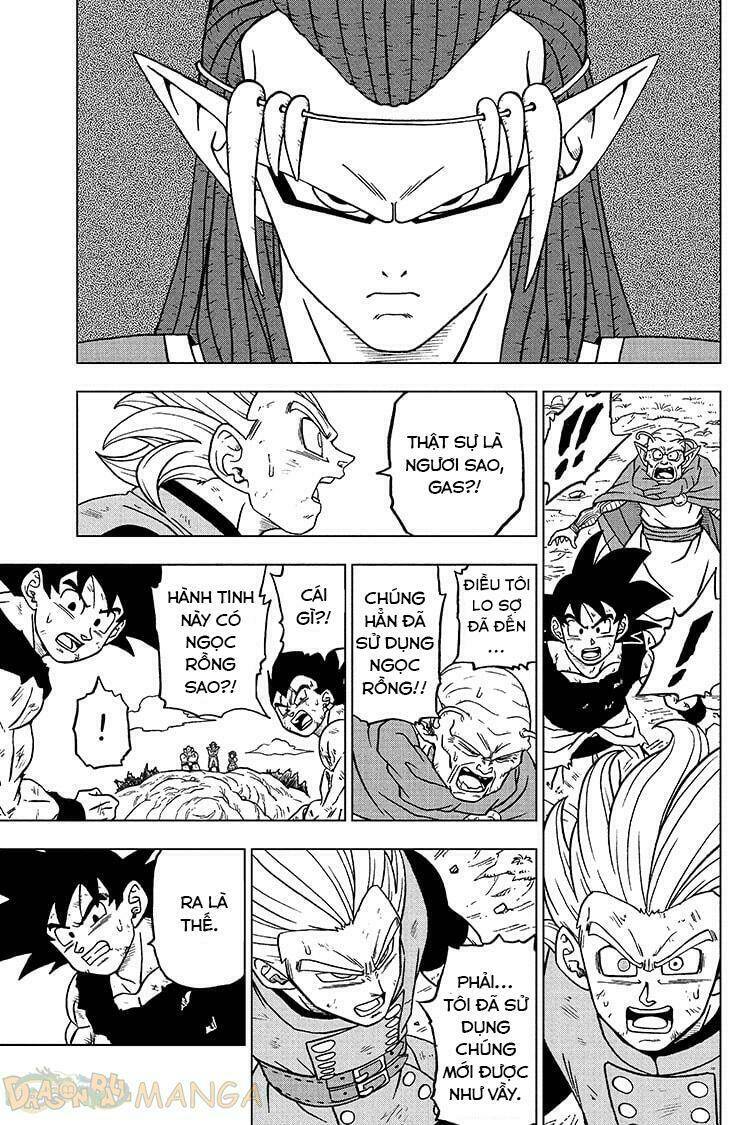 THẬT SỰ LÀ
NGƯƠI SAO,
GAS?!
ĐIỀU TÔI
LO SỢ
ĐÃ ĐẾN
...
CHÚNG
HẲN ĐÃ
SỬ DỤNG
NGỌC
RỒNG!!
CÁI
GÌ?!
HÀNH TINH
NÀY CÓ
NGỌC
RỒNG
SAO?!
!
PHẢI...
TÔI ĐÃ SỬ
DỤNG
CHÚNG
MỚI ĐƯỢC
NHƯ VẦY.
RA LÀ
THẾ.
DRAGON BALL MANGA